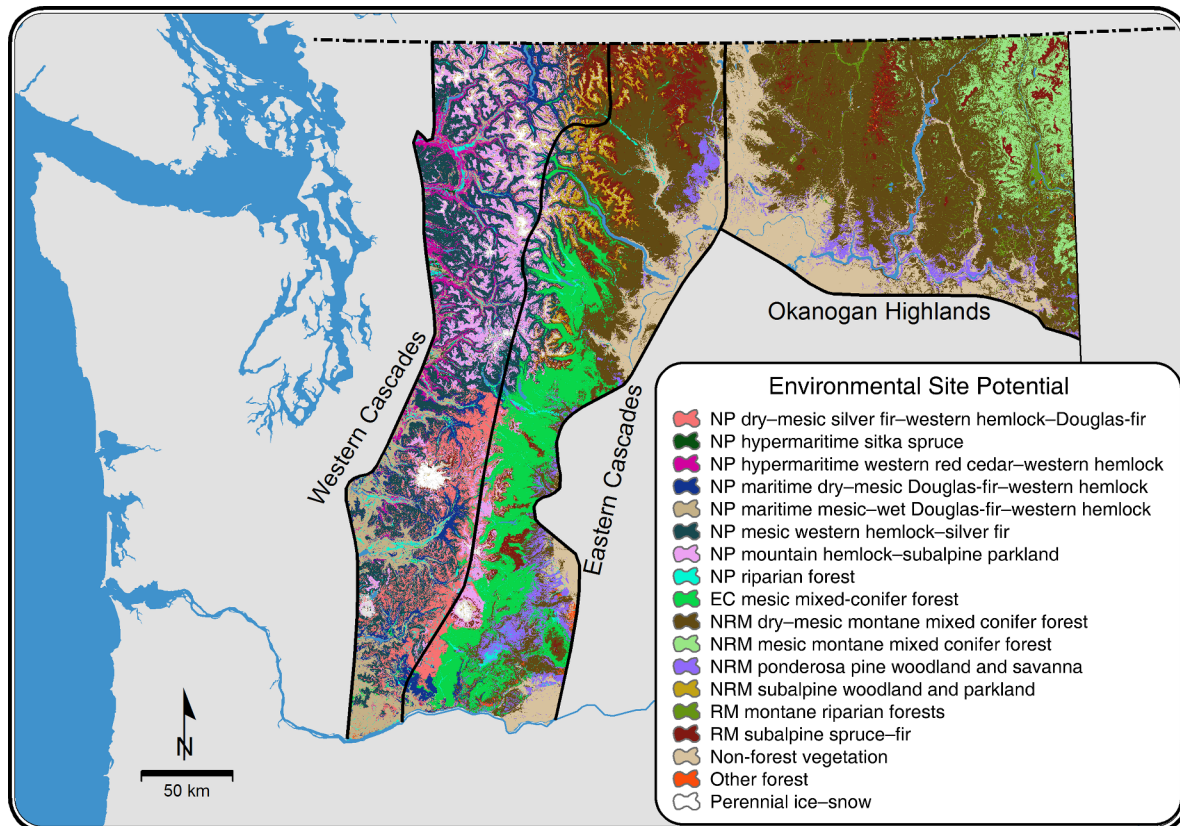 Okanogan Highlands
Western Cascades
Eastern Cascades
Environmental Site Potential
NP dry–mesic silver fir–western hemlock–Douglas-fir
NP hypermaritime sitka spruce
NP hypermaritime western red cedar–western hemlock
NP maritime dry–mesic Douglas-fir–western hemlock
NP maritime mesic–wet Douglas-fir–western hemlock
NP mesic western hemlock–silver fir
NP mountain hemlock–subalpine parkland
NP riparian forest
EC mesic mixed-conifer forest
NRM dry–mesic montane mixed conifer forest
NRM mesic montane mixed conifer forest
NRM ponderosa pine woodland and savanna
NRM subalpine woodland and parkland
RM montane riparian forests
RM subalpine spruce–fir
Non-forest vegetation
Other forest
Perennial ice–snow
N
50 km